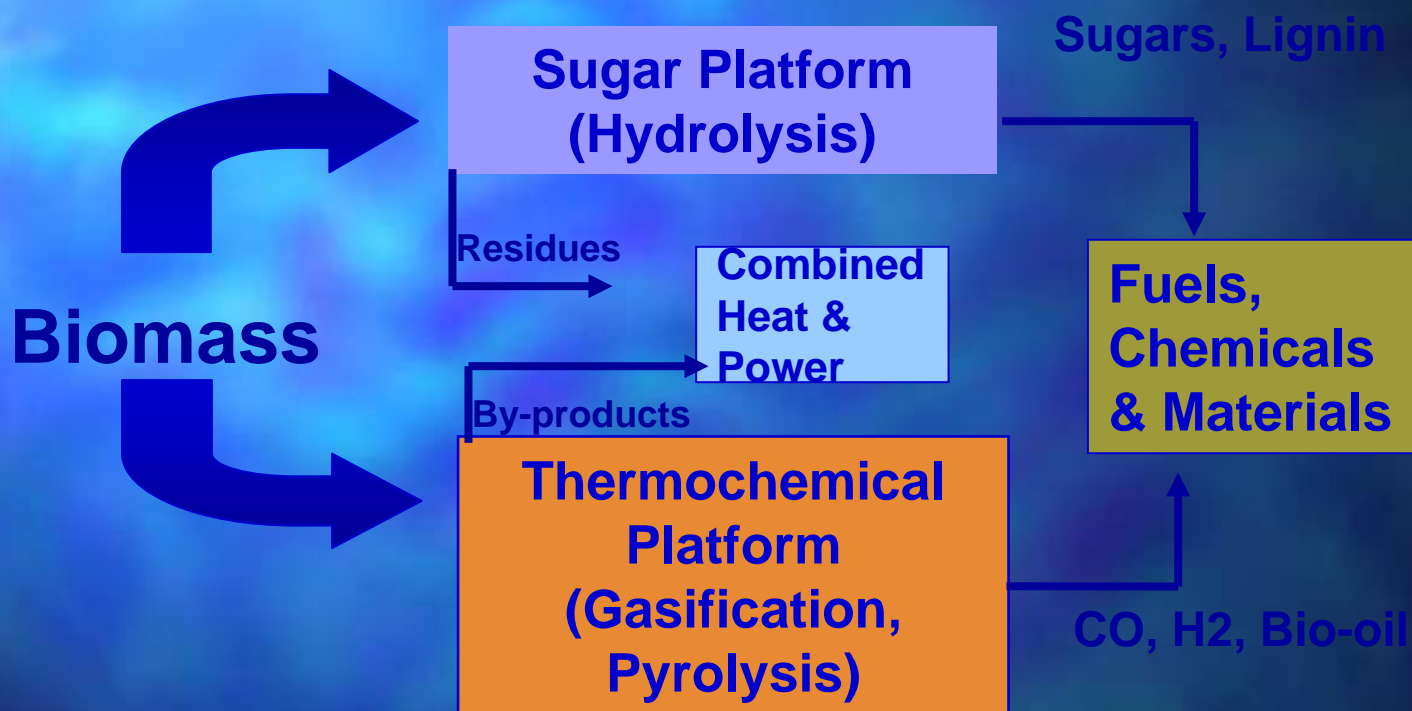 Sugars, Lignin
Sugar Platform
(Hydrolysis)
Residues
Combined
Heat &
Power
Fuels,
Chemicals
& Materials
Biomass
By-products
Thermochemical
Platform
(Gasification,
Pyrolysis)
CO, H2, Bio-oil